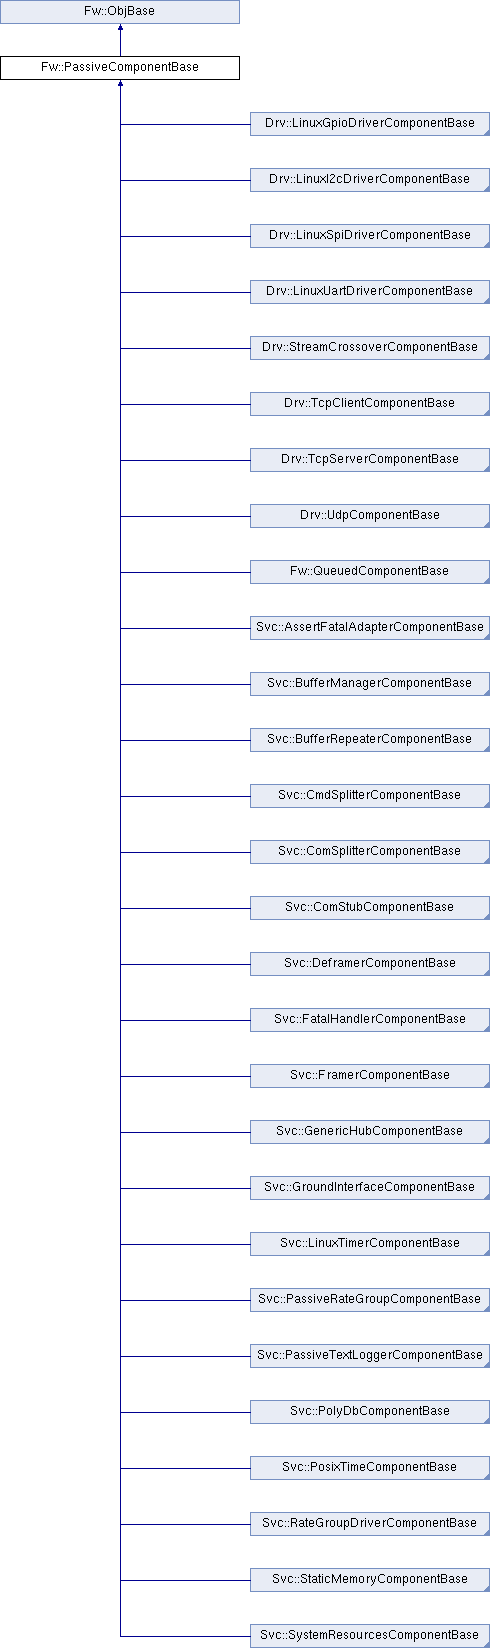 Fw::ObjBase
Fw::PassiveComponentBase
Drv::LinuxGpioDriverComponentBase
Drv::LinuxI2cDriverComponentBase
Drv::LinuxSpiDriverComponentBase
Drv::LinuxUartDriverComponentBase
Drv::StreamCrossoverComponentBase
Drv::TcpClientComponentBase
Drv::TcpServerComponentBase
Drv::UdpComponentBase
Fw::QueuedComponentBase
Svc::AssertFatalAdapterComponentBase
Svc::BufferManagerComponentBase
Svc::BufferRepeaterComponentBase
Svc::CmdSplitterComponentBase
Svc::ComSplitterComponentBase
Svc::ComStubComponentBase
Svc::DeframerComponentBase
Svc::FatalHandlerComponentBase
Svc::FramerComponentBase
Svc::GenericHubComponentBase
Svc::GroundInterfaceComponentBase
Svc::LinuxTimerComponentBase
Svc::PassiveRateGroupComponentBase
Svc::PassiveTextLoggerComponentBase
Svc::PolyDbComponentBase
Svc::PosixTimeComponentBase
Svc::RateGroupDriverComponentBase
Svc::StaticMemoryComponentBase
Svc::SystemResourcesComponentBase